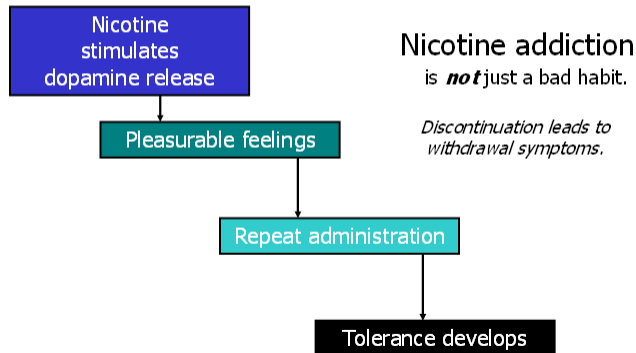 Nicotine
stimulates
dopamine release
Nicotine addiction
is not just a bad habit.
Discontinuation leads to
withdrawal symptoms.
Pleasurable feelings
Repeat administration
Tolerance develops